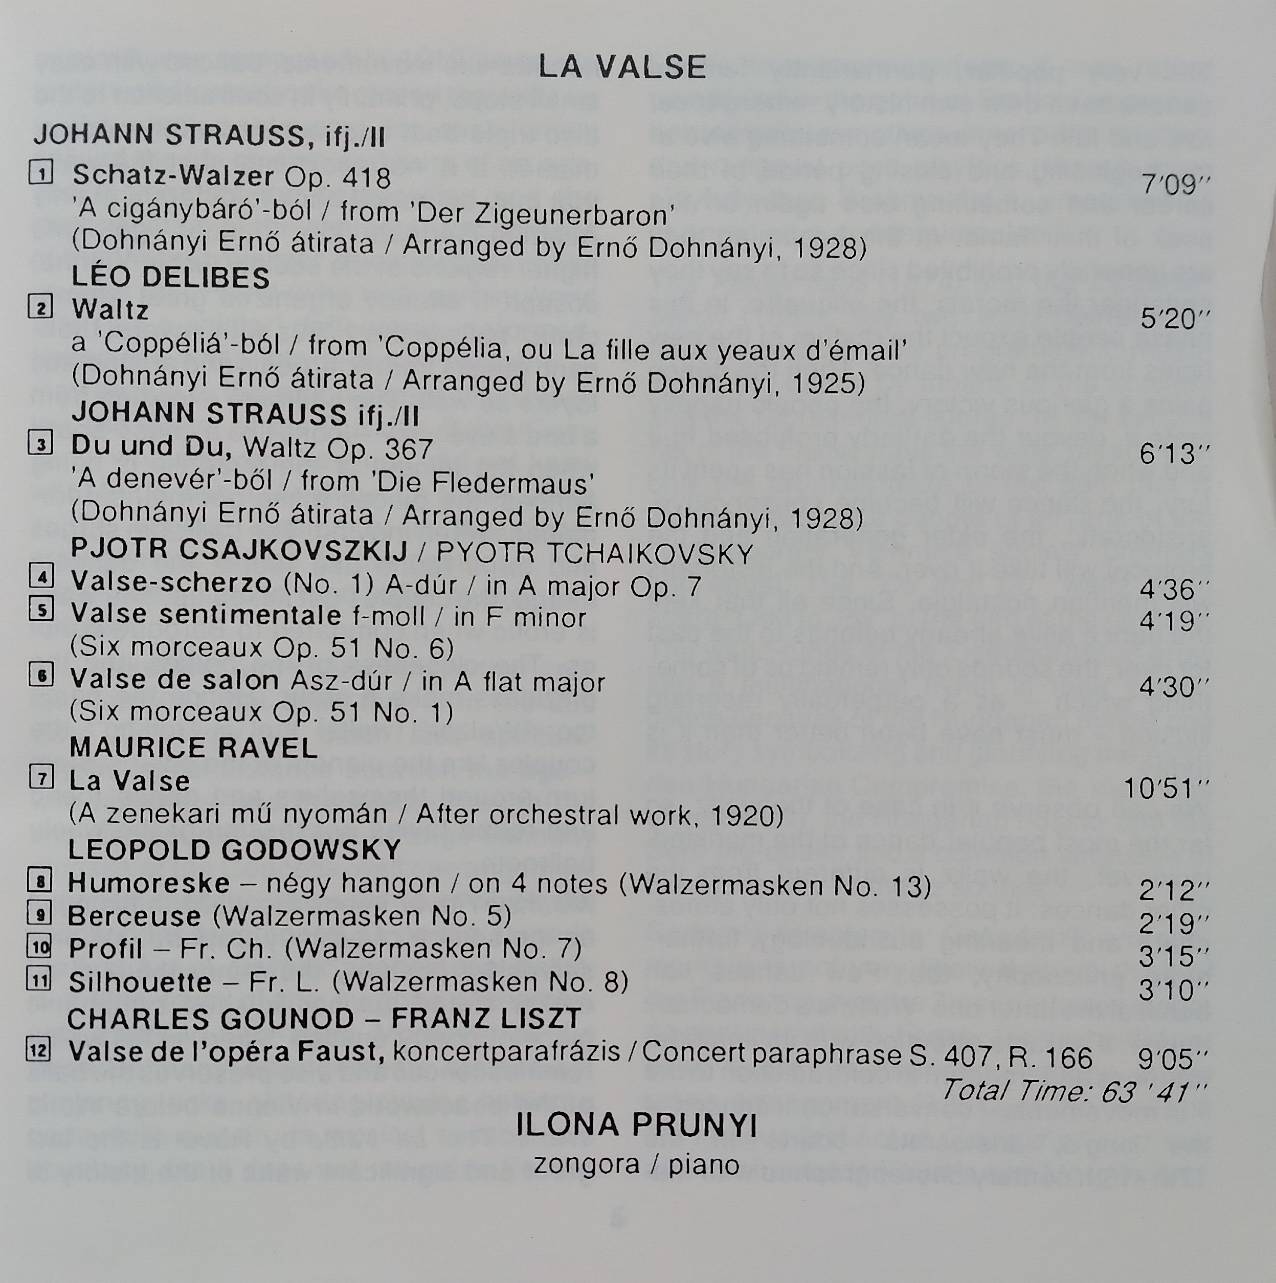 LA VALSE
JOHANN STRAUSS, ifj./II
1 Schatz-Walzer Op. 418 7′09′′
'A cigánybáró'-ból / from 'Der Zigeunerbaron'
(Dohnányi Ernő átirata / Arranged by Ernő Dohnányi, 1928)
LÉO DELIBES
2 Waltz 5′20′′
a 'Coppéliá'-ból / from 'Coppélia, ou La fille aux yeaux d'émail'
(Dohnányi Ernő átirata / Arranged by Ernő Dohnányi, 1925)
JOHANN STRAUSS ifj./II
3 Du und Du, Waltz Op. 367 6′13′′
'A denevér'-ből / from 'Die Fledermaus'
(Dohnányi Ernő átirata / Arranged by Ernő Dohnányi, 1928)
PJOTR CSAJKOVSZKIJ / PYOTR TCHAIKOVSKY
4 Valse-scherzo (No. 1) A-dúr / in A major Op. 7 4′36′′
5 Valse sentimentale f-moll / in F minor 4′19′′
(Six morceaux Op. 51 No. 6)
6 Valse de salon Asz-dúr / in A flat major 4′30′′
(Six morceaux Op. 51 No. 1)
MAURICE RAVEL
7 La Valse 10′51′′
(A zenekari mű nyomán / After orchestral work, 1920)
LEOPOLD GODOWSKY
8 Humoreske – négy hangon / on 4 notes (Walzermasken No. 13) 2′12′′
9 Berceuse (Walzermasken No. 5) 2′19′′
10 Profil – Fr. Ch. (Walzermasken No. 7) 3′15′′
11 Silhouette – Fr. L. (Walzermasken No. 8) 3′10′′
CHARLES GOUNOD – FRANZ LISZT
12 Valse de l'opéra Faust, koncertparafrázis / Concert paraphrase S. 407, R. 166 9′05′′
Total Time: 63 '41''
ILONA PRUNYI
zongora / piano